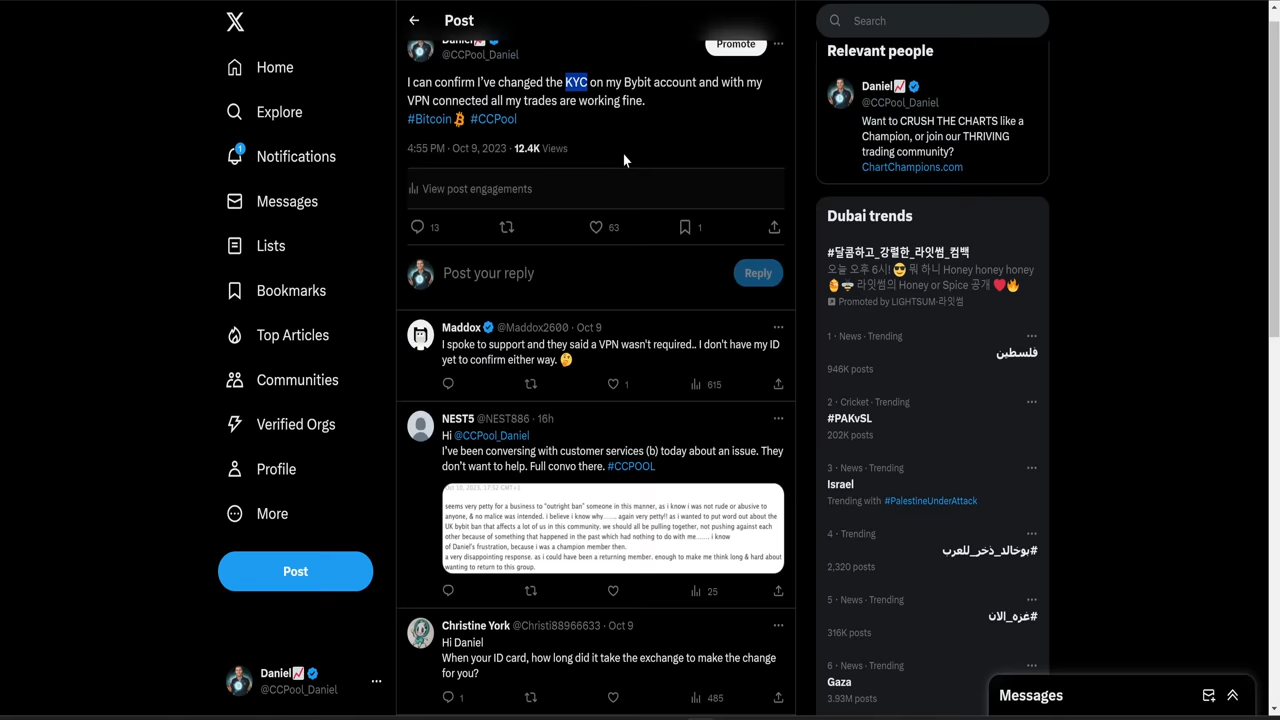 Home
Explore
1
Notifications
Messages
Lists
Bookmarks
Top Articles
Communities
Verified Orgs
Profile
More
Post
Daniel
@CCPool_Daniel
Post
Daniel
@CCPool_Daniel
Promote
I can confirm I've changed the KYC on my Bybit account and with my
VPN connected all my trades are working fine.
#Bitcoin #CCPool
4:55 PM · Oct 9, 2023 · 12.4K Views
View post engagements
13 63 1
Post your reply
Reply
Maddox @Maddox2600 · Oct 9
I spoke to support and they said a VPN wasn't required.. I don't have my ID
yet to confirm either way. 🤔
1 615
NEST5 @NEST886 · 16h
Hi @CCPool_Daniel
I've been conversing with customer services (b) today about an issue. They
don't want to help. Full convo there. #CCPOOL
Oct 10, 2023, 17:52 GMT+1
seems very petty for a business to "outright ban" someone in this manner, as i know i was not rude or abusive to
anyone, & no malice was intended. i believe i know why....... again very petty!! as i wanted to put word out about the
UK bybit ban that affects a lot of us in this community. we should all be pulling together, not pushing against each
other because of something that happened in the past which had nothing to do with me....... i know
of Daniel's frustration, because i was a champion member then.
a very disappointing response. as i could have been a returning member. enough to make me think long & hard about
wanting to return to this group.
25
Christine York @Christi88966633 · Oct 9
Hi Daniel
When your ID card, how long did it take the exchange to make the change
for you?
1 485
Search
Relevant people
Daniel
@CCPool_Daniel
Want to CRUSH THE CHARTS like a
Champion, or join our THRIVING
trading community?
ChartChampions.com
Dubai trends
#달콤하고_강렬한_라잇썸_컴백
오늘 오후 6시! 😎 뭐 하니 Honey honey honey
🍯🐝 라잇썸의 Honey or Spice 공개 ❤️🔥
Promoted by LIGHTSUM·라잇썸
1 · News · Trending
فلسطين
946K posts
2 · Cricket · Trending
#PAKvSL
202K posts
3 · News · Trending
Israel
Trending with #PalestineUnderAttack
4 · Trending
#بوخالد_ذخر_للعرب
2,320 posts
5 · News · Trending
#غزه_الان
316K posts
6 · News · Trending
Gaza
3.93M posts
Messages